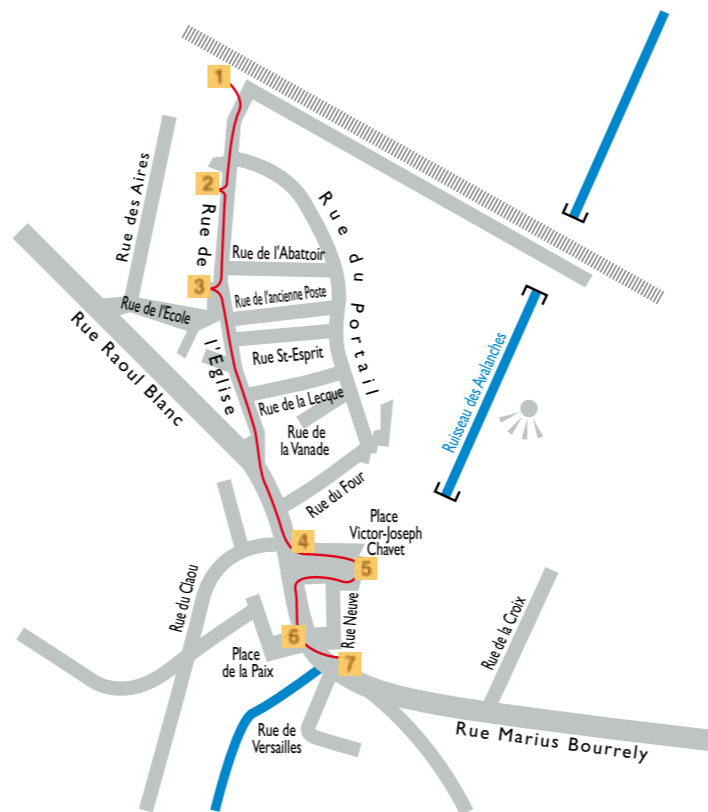 1
2
3
Rue des Aires
Rue de
l'Eglise
Rue du Portail
Rue de l'Abattoir
Rue de l'ancienne Poste
Rue de l'Ecole
Rue Raoul Blanc
Rue St-Esprit
Rue de la Lecque
Rue de
la Vanade
Ruisseau des Avalanches
Rue du Four
4
Place
Victor-Joseph
Chavet
5
Rue du Claou
Rue Neuve
6
7
Place
de la Paix
Rue de la Croix
Rue de
Versailles
Rue Marius Bourrely